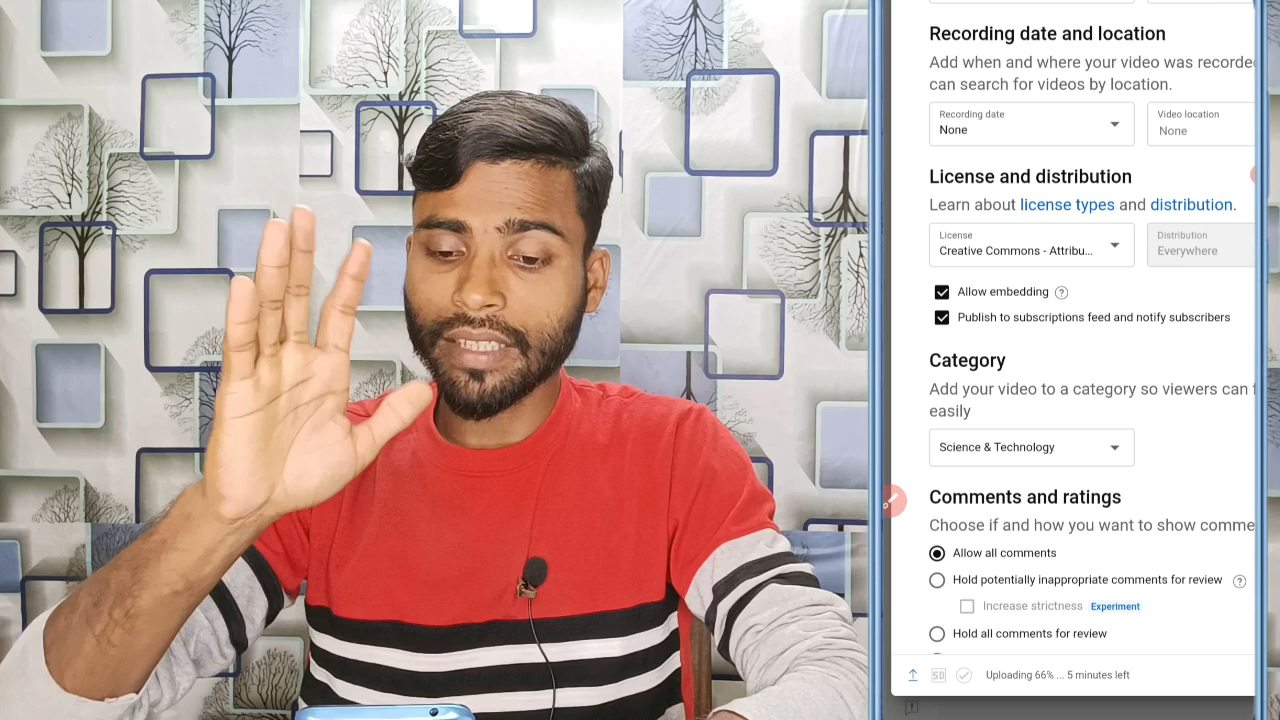 Recording date and location
Add when and where your video was recorde
can search for videos by location.
Recording date
None
Video location
None
License and distribution
Learn about license types and distribution.
License
Creative Commons - Attribu...
Distribution
Everywhere
Allow embedding ?
Publish to subscriptions feed and notify subscribers
Category
Add your video to a category so viewers can f
easily
Science & Technology
Comments and ratings
Choose if and how you want to show comme
Allow all comments
Hold potentially inappropriate comments for review ?
Increase strictness Experiment
Hold all comments for review
SD Uploading 66% ... 5 minutes left